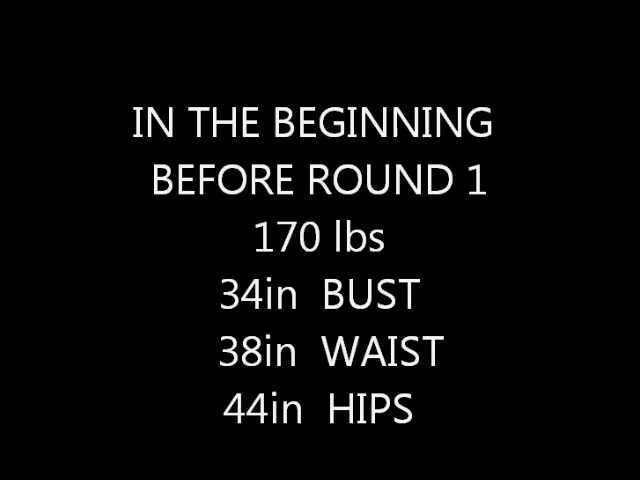 IN THE BEGINNING
BEFORE ROUND 1
170 lbs
34in BUST
38in WAIST
44in HIPS